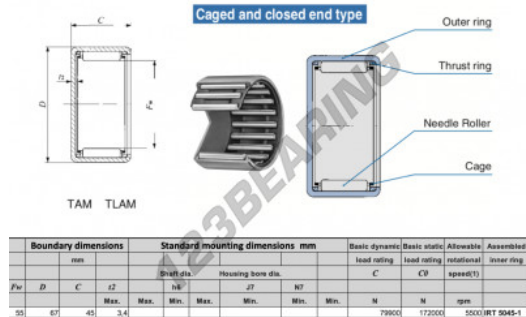 Caged and closed end type
C
t2
D
Fw
TAM TLAM
Outer ring
Thrust ring
Needle Roller
Cage
123BEARING
Boundary dimensions Standard mounting dimensions mm Basic dynamic Basic static Allowable Assembled
mm load rating load rating rotational inner ring
Shaft dia. Housing bore dia. C C0 speed(1)
Fw D C t2 h6 J7 N7
Max. Max. Min. Max. Min. Min. Min. N N rpm
55 67 45 3,4 79900 172000 5500 IRT 5045-1